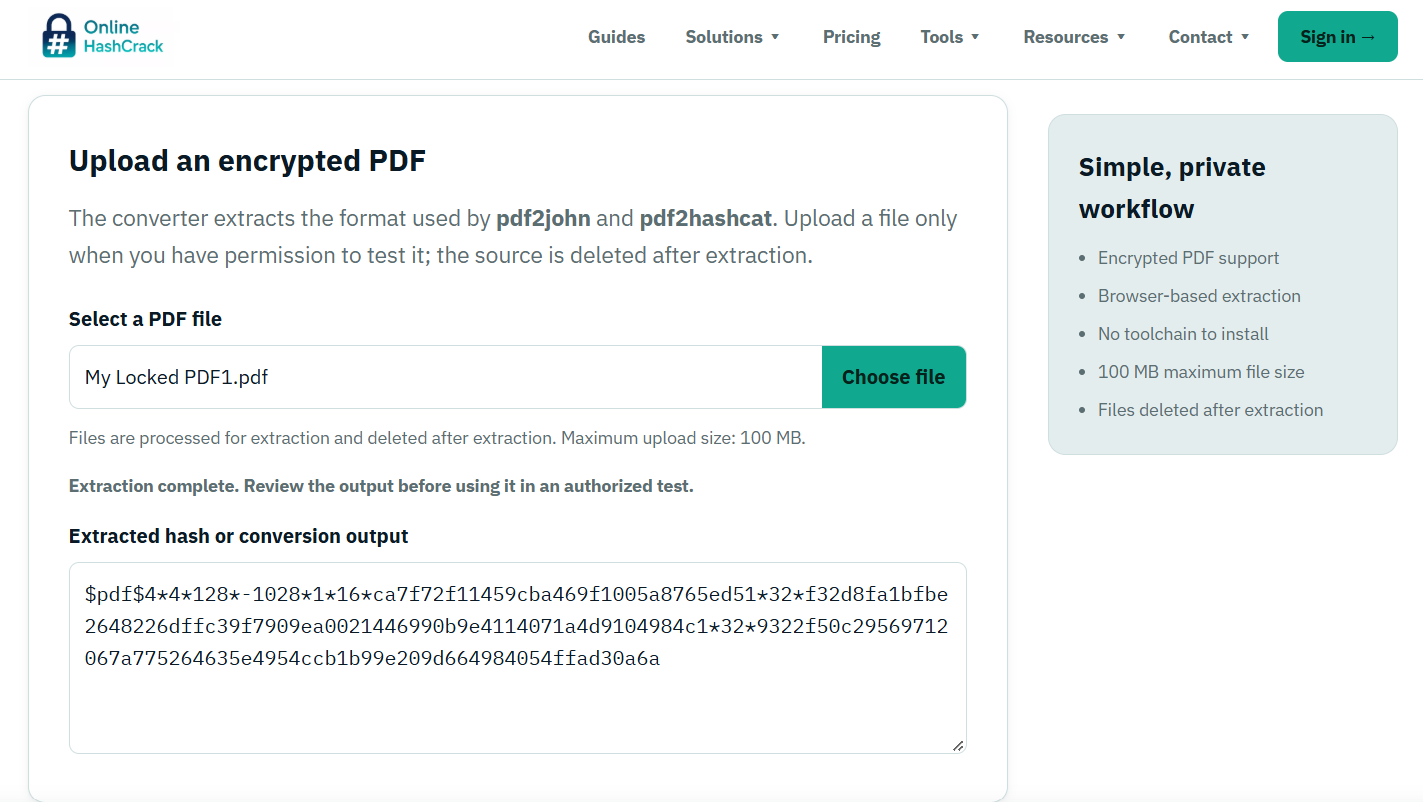 Online
HashCrack
Guides
Solutions ▼
Pricing
Tools ▼
Resources ▼
Contact ▼
Sign in →
Upload an encrypted PDF
The converter extracts the format used by pdf2john and pdf2hashcat. Upload a file only
when you have permission to test it; the source is deleted after extraction.
Select a PDF file
My Locked PDF1.pdf
Choose file
Files are processed for extraction and deleted after extraction. Maximum upload size: 100 MB.
Extraction complete. Review the output before using it in an authorized test.
Extracted hash or conversion output
$pdf$4*4*128*-1028*1*16*ca7f72f11459cba469f1005a8765ed51*32*f32d8fa1bfbe
2648226dffc39f7909ea0021446990b9e4114071a4d9104984c1*32*9322f50c29569712
067a775264635e4954ccb1b99e209d664984054ffad30a6a
Simple, private
workflow
• Encrypted PDF support
• Browser-based extraction
• No toolchain to install
• 100 MB maximum file size
• Files deleted after extraction